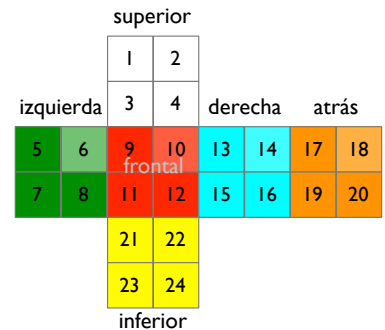 superior
1 2
3 4
izquierda derecha atrás
5 6 9 10 13 14 17 18
frontal
7 8 11 12 15 16 19 20
21 22
23 24
inferior